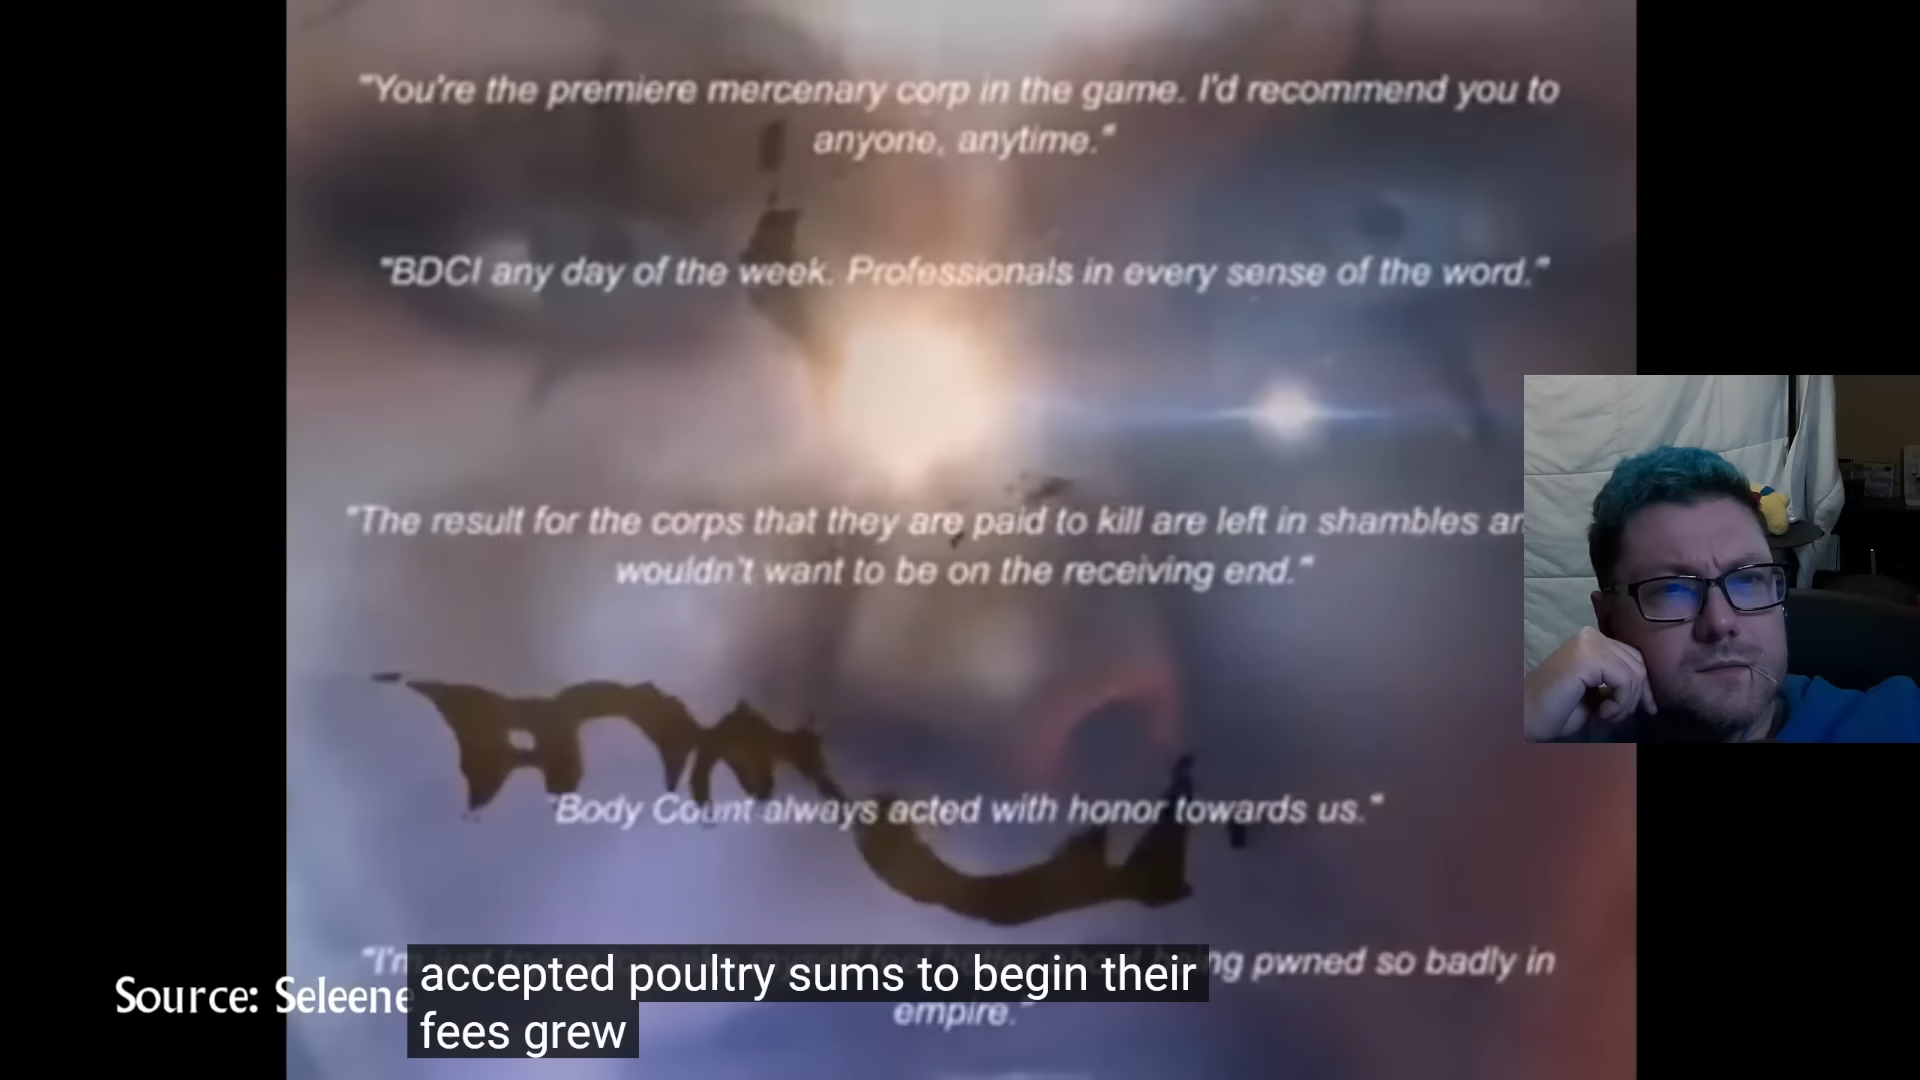 "You're the premiere mercenary corp in the game. I'd recommend you to
anyone, anytime."
"BDCI any day of the week. Professionals in every sense of the word."
"The result for the corps that they are paid to kill are left in shambles
wouldn't want to be on the receiving end."
"Body Count always acted with honor towards us."
pwned so badly in
empire."
Source: Seleene
accepted poultry sums to begin their
fees grew